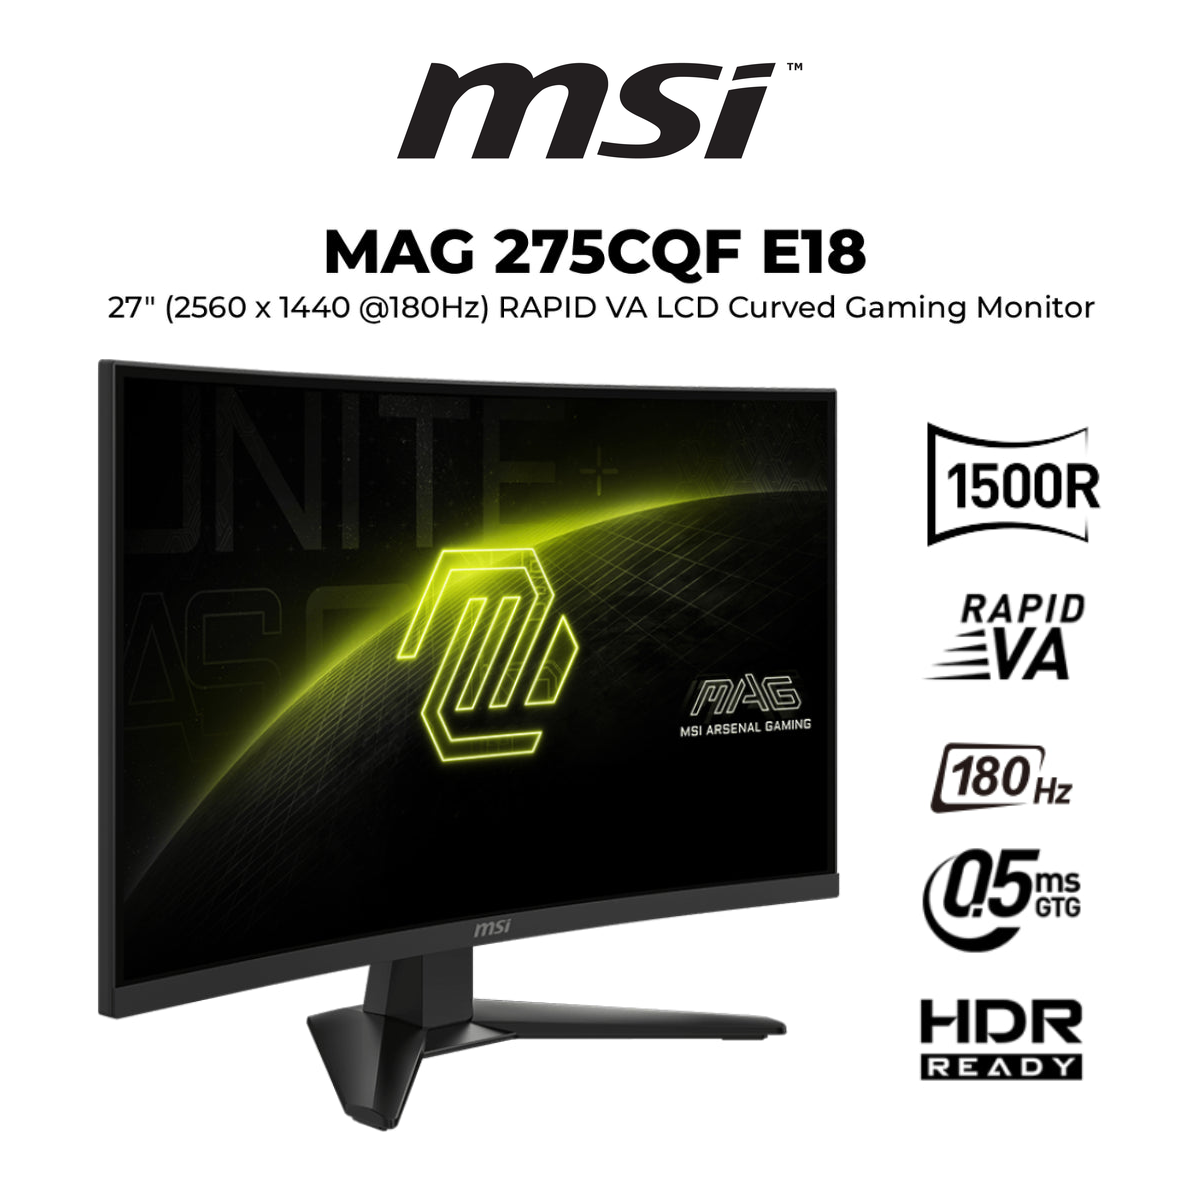 msi™
MAG 275CQF E18
27" (2560 x 1440 @180Hz) RAPID VA LCD Curved Gaming Monitor
UNITE
MAG
MSI ARSENAL GAMING
msi
1500R
RAPID
VA
180Hz
0.5ms
GTG
HDR
READY